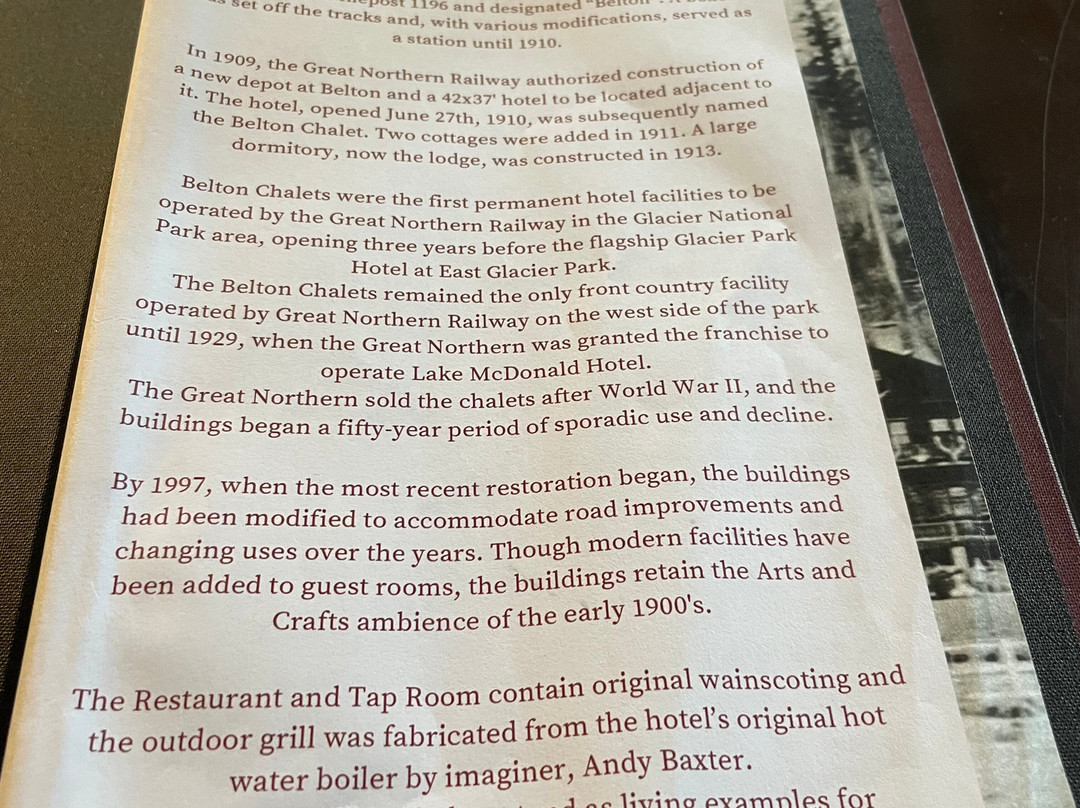 post 1196 and designated "Belton
set off the tracks and, with various modifications, served as
a station until 1910.
In 1909, the Great Northern Railway authorized construction of
a new depot at Belton and a 42x37' hotel to be located adjacent to
it. The hotel, opened June 27th, 1910, was subsequently named
the Belton Chalet. Two cottages were added in 1911. A large
dormitory, now the lodge, was constructed in 1913.
Belton Chalets were the first permanent hotel facilities to be
operated by the Great Northern Railway in the Glacier National
Park area, opening three years before the flagship Glacier Park
Hotel at East Glacier Park.
The Belton Chalets remained the only front country facility
operated by Great Northern Railway on the west side of the park
until 1929, when the Great Northern was granted the franchise to
operate Lake McDonald Hotel.
The Great Northern sold the chalets after World War II, and the
buildings began a fifty-year period of sporadic use and decline.
By 1997, when the most recent restoration began, the buildings
had been modified to accommodate road improvements and
changing uses over the years. Though modern facilities have
been added to guest rooms, the buildings retain the Arts and
Crafts ambience of the early 1900's.
The Restaurant and Tap Room contain original wainscoting and
the outdoor grill was fabricated from the hotel's original hot
water boiler by imaginer, Andy Baxter.
as living examples for